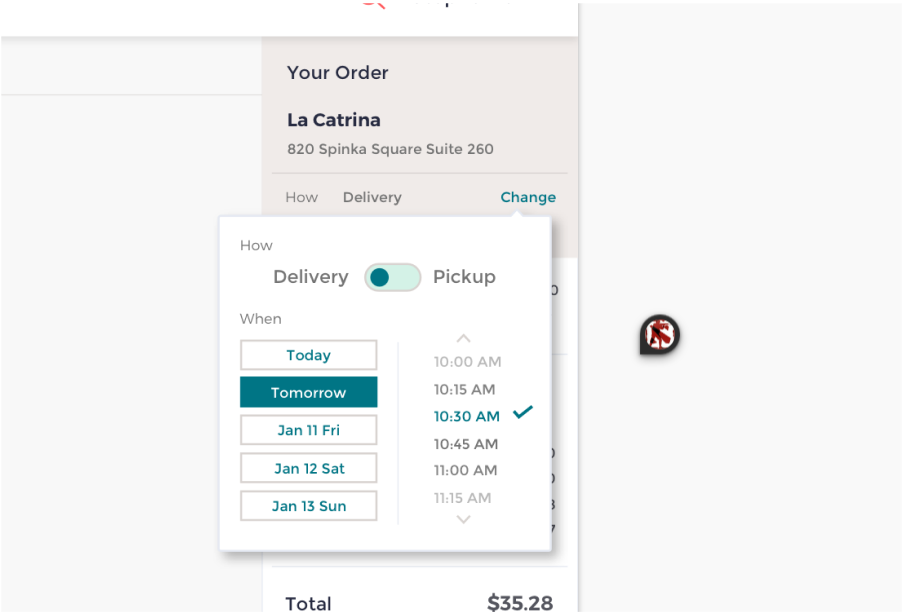 Your Order
La Catrina
820 Spinka Square Suite 260
How Delivery Change
How
Delivery Pickup
When
Today
Tomorrow
Jan 11 Fri
Jan 12 Sat
Jan 13 Sun
10:00 AM
10:15 AM
10:30 AM
10:45 AM
11:00 AM
11:15 AM
Total $35.28